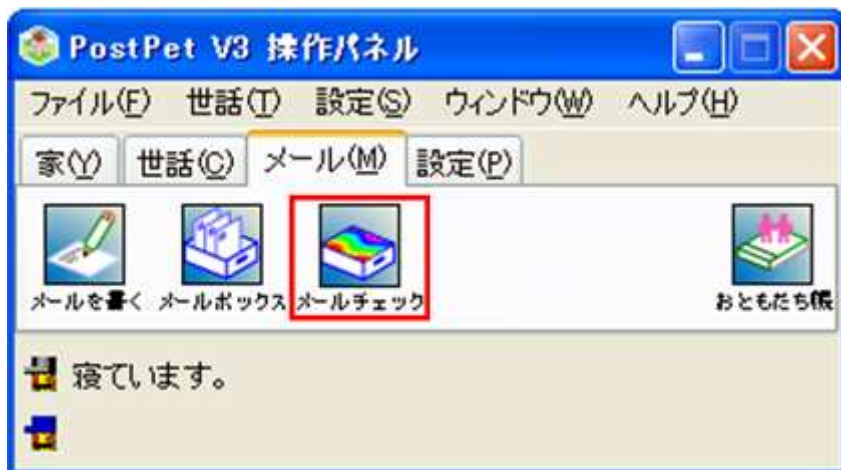 PostPet V3 操作パネル
ファイル(F) 世話(T) 設定(S) ウィンドウ(W) ヘルプ(H)
家(Y) 世話(C) メール(M) 設定(P)
メールを書く メールボックス メールチェック おともだち帳
寝ています。